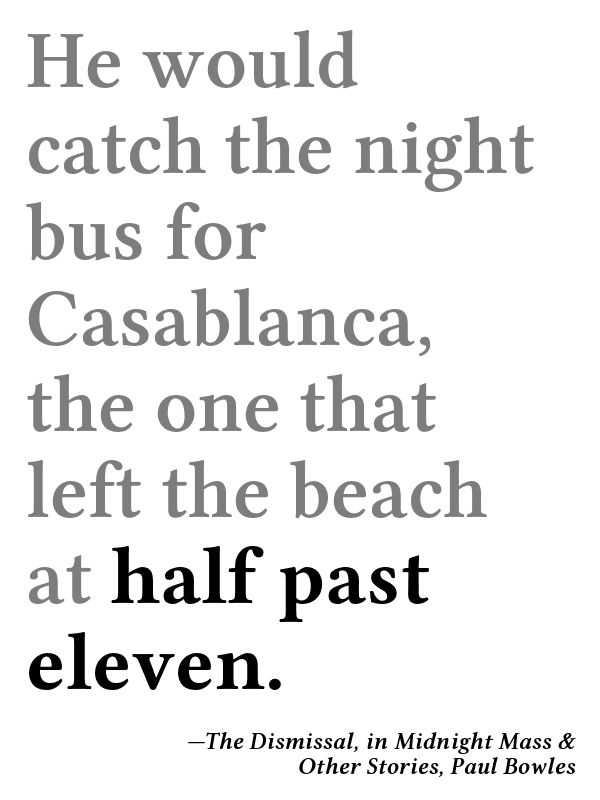 He would
catch the night
bus for
Casablanca,
the one that
left the beach
at half past
eleven.
—The Dismissal, in Midnight Mass &
Other Stories, Paul Bowles